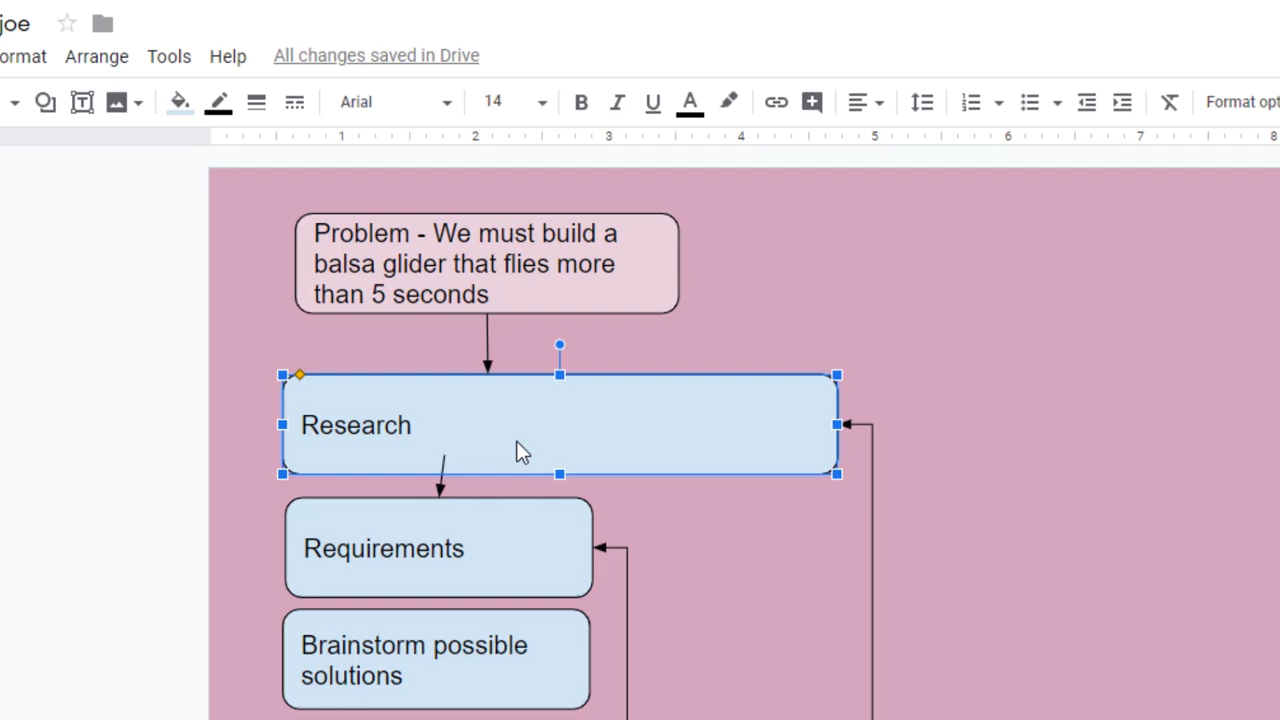 joe
ormat Arrange Tools Help All changes saved in Drive
Arial 14 B I U A Format opt
1 2 3 4 5 6 7 8
Problem - We must build a
balsa glider that flies more
than 5 seconds
Research
Requirements
Brainstorm possible
solutions